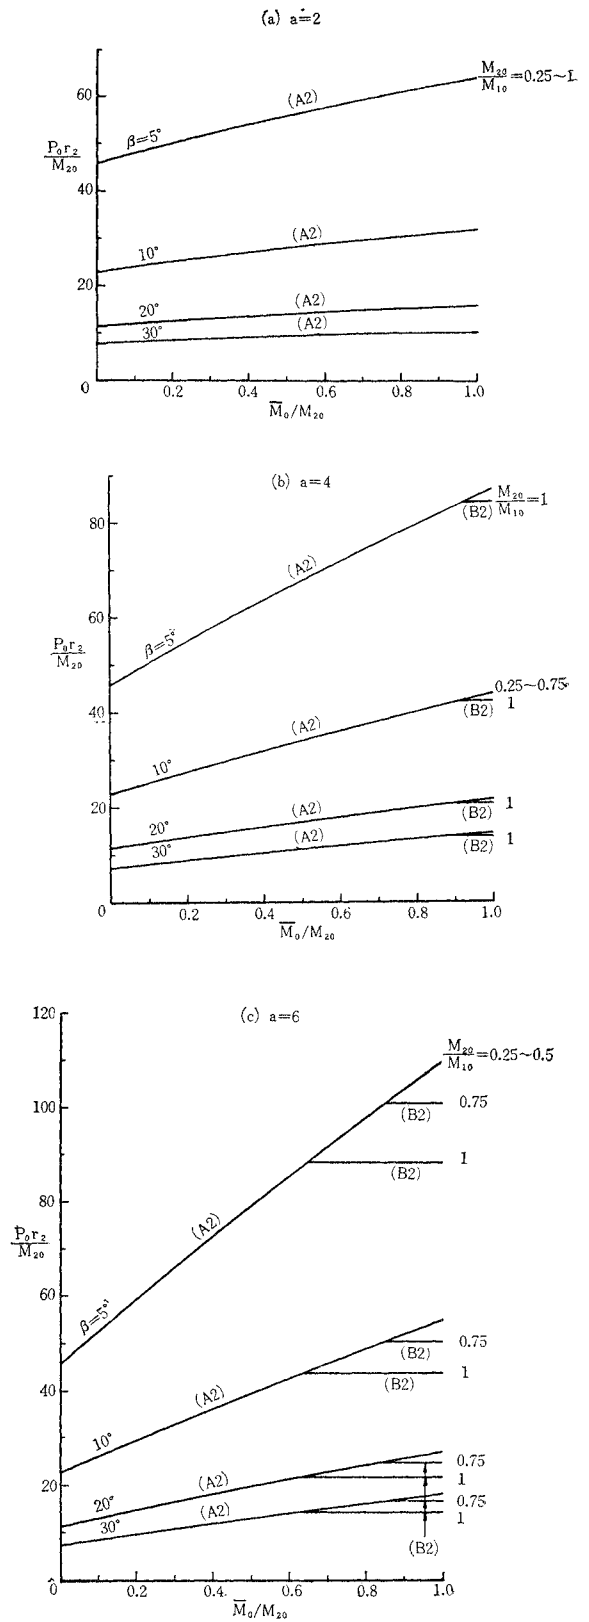 (a) a=2
M₂₀/M₁₀=0.25~1
60
(A2)
β=5°
P₀r₂/M₂₀
40
(A2)
10°
20
(A2)
20°
(A2)
30°
0
0.2
0.4
0.6
0.8
1.0
M̅₀/M₂₀
(b) a=4
M₂₀/M₁₀=1
(B2)
80
(A2)
60
β=5°
P₀r₂/M₂₀
0.25~0.75
40
(B2) 1
(A2)
10°
20
(A2)
1
(B2)
20°
(A2)
1
(B2)
30°
0
0.2
0.4
0.6
0.8
1.0
M̅₀/M₂₀
120
(c) a=6
M₂₀/M₁₀=0.25~0.5
100
0.75
(B2)
1
(B2)
80
(A2)
P₀r₂/M₂₀
60
β=5°
0.75
(B2)
40
1
(B2)
(A2)
10°
0.75
20
(A2)
1
20°
0.75
(A2)
1
30°
(B2)
0
0.2
0.4
0.6
0.8
1.0
M̅₀/M₂₀